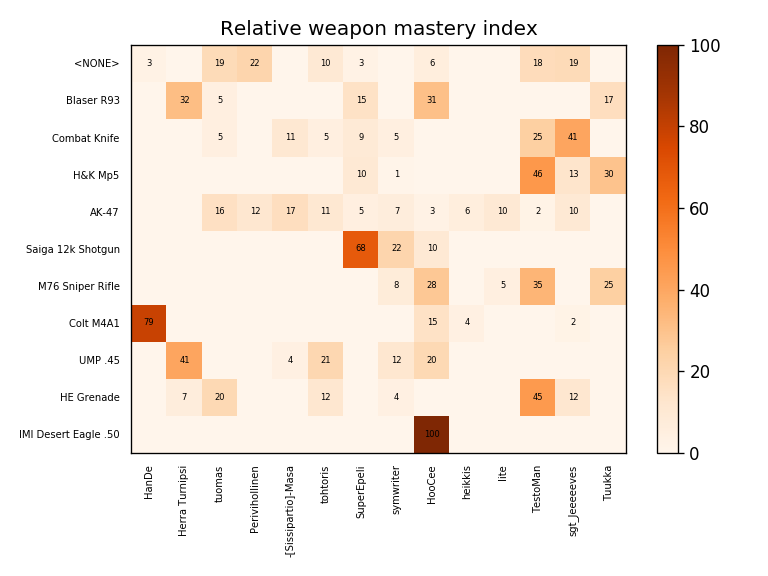 Relative weapon mastery index
<NONE> 3 19 22 10 3 6 18 19
Blaser R93 32 5 15 31 17
Combat Knife 5 11 5 9 5 25 41
H&K Mp5 10 1 46 13 30
AK-47 16 12 17 11 5 7 3 6 10 2 10
Saiga 12k Shotgun 68 22 10
M76 Sniper Rifle 8 28 5 35 25
Colt M4A1 79 15 4 2
UMP .45 41 4 21 12 20
HE Grenade 7 20 12 4 45 12
IMI Desert Eagle .50 100
HanDe
Herra Turnipsi
tuomas
Perivihollinen
-[Sissipartio]-Masa
tohtoris
SuperEpeli
symwriter
HooCee
heikkis
lite
TestoMan
sgt_Jeeeeeves
Tuukka
100
80
60
40
20
0